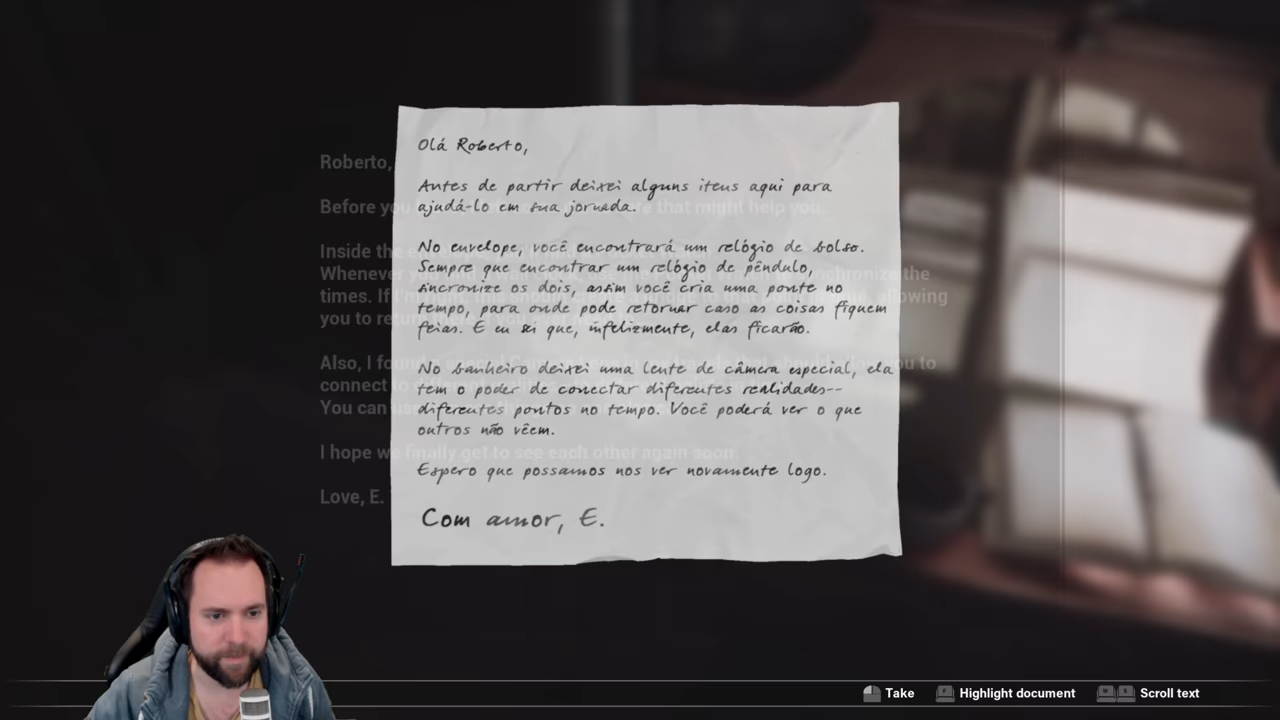 Olá Roberto,
Antes de partir deixei alguns itens aqui para
ajudá-lo em sua jornada.
No envelope, você encontrará um relógio de bolso.
Sempre que encontrar um relógio de pêndulo,
sincronize os dois, assim você cria uma ponte no
tempo, para onde pode retornar caso as coisas fiquem
feias. E eu sei que, infelizmente, elas ficarão.
No banheiro deixei uma lente de câmera especial, ela
tem o poder de conectar diferentes realidades--
diferentes pontos no tempo. Você poderá ver o que
outros não vêem.
Espero que possamos nos ver novamente logo.
Com amor, E.
Roberto,
Before you
that might help you
Inside the
Whenever you
synchronize the
times. If
allowing
you to
Also, I found
to
connect to
You can
I hope we finally get to see each other again soon.
Love, E.
Take
Highlight document
Scroll text